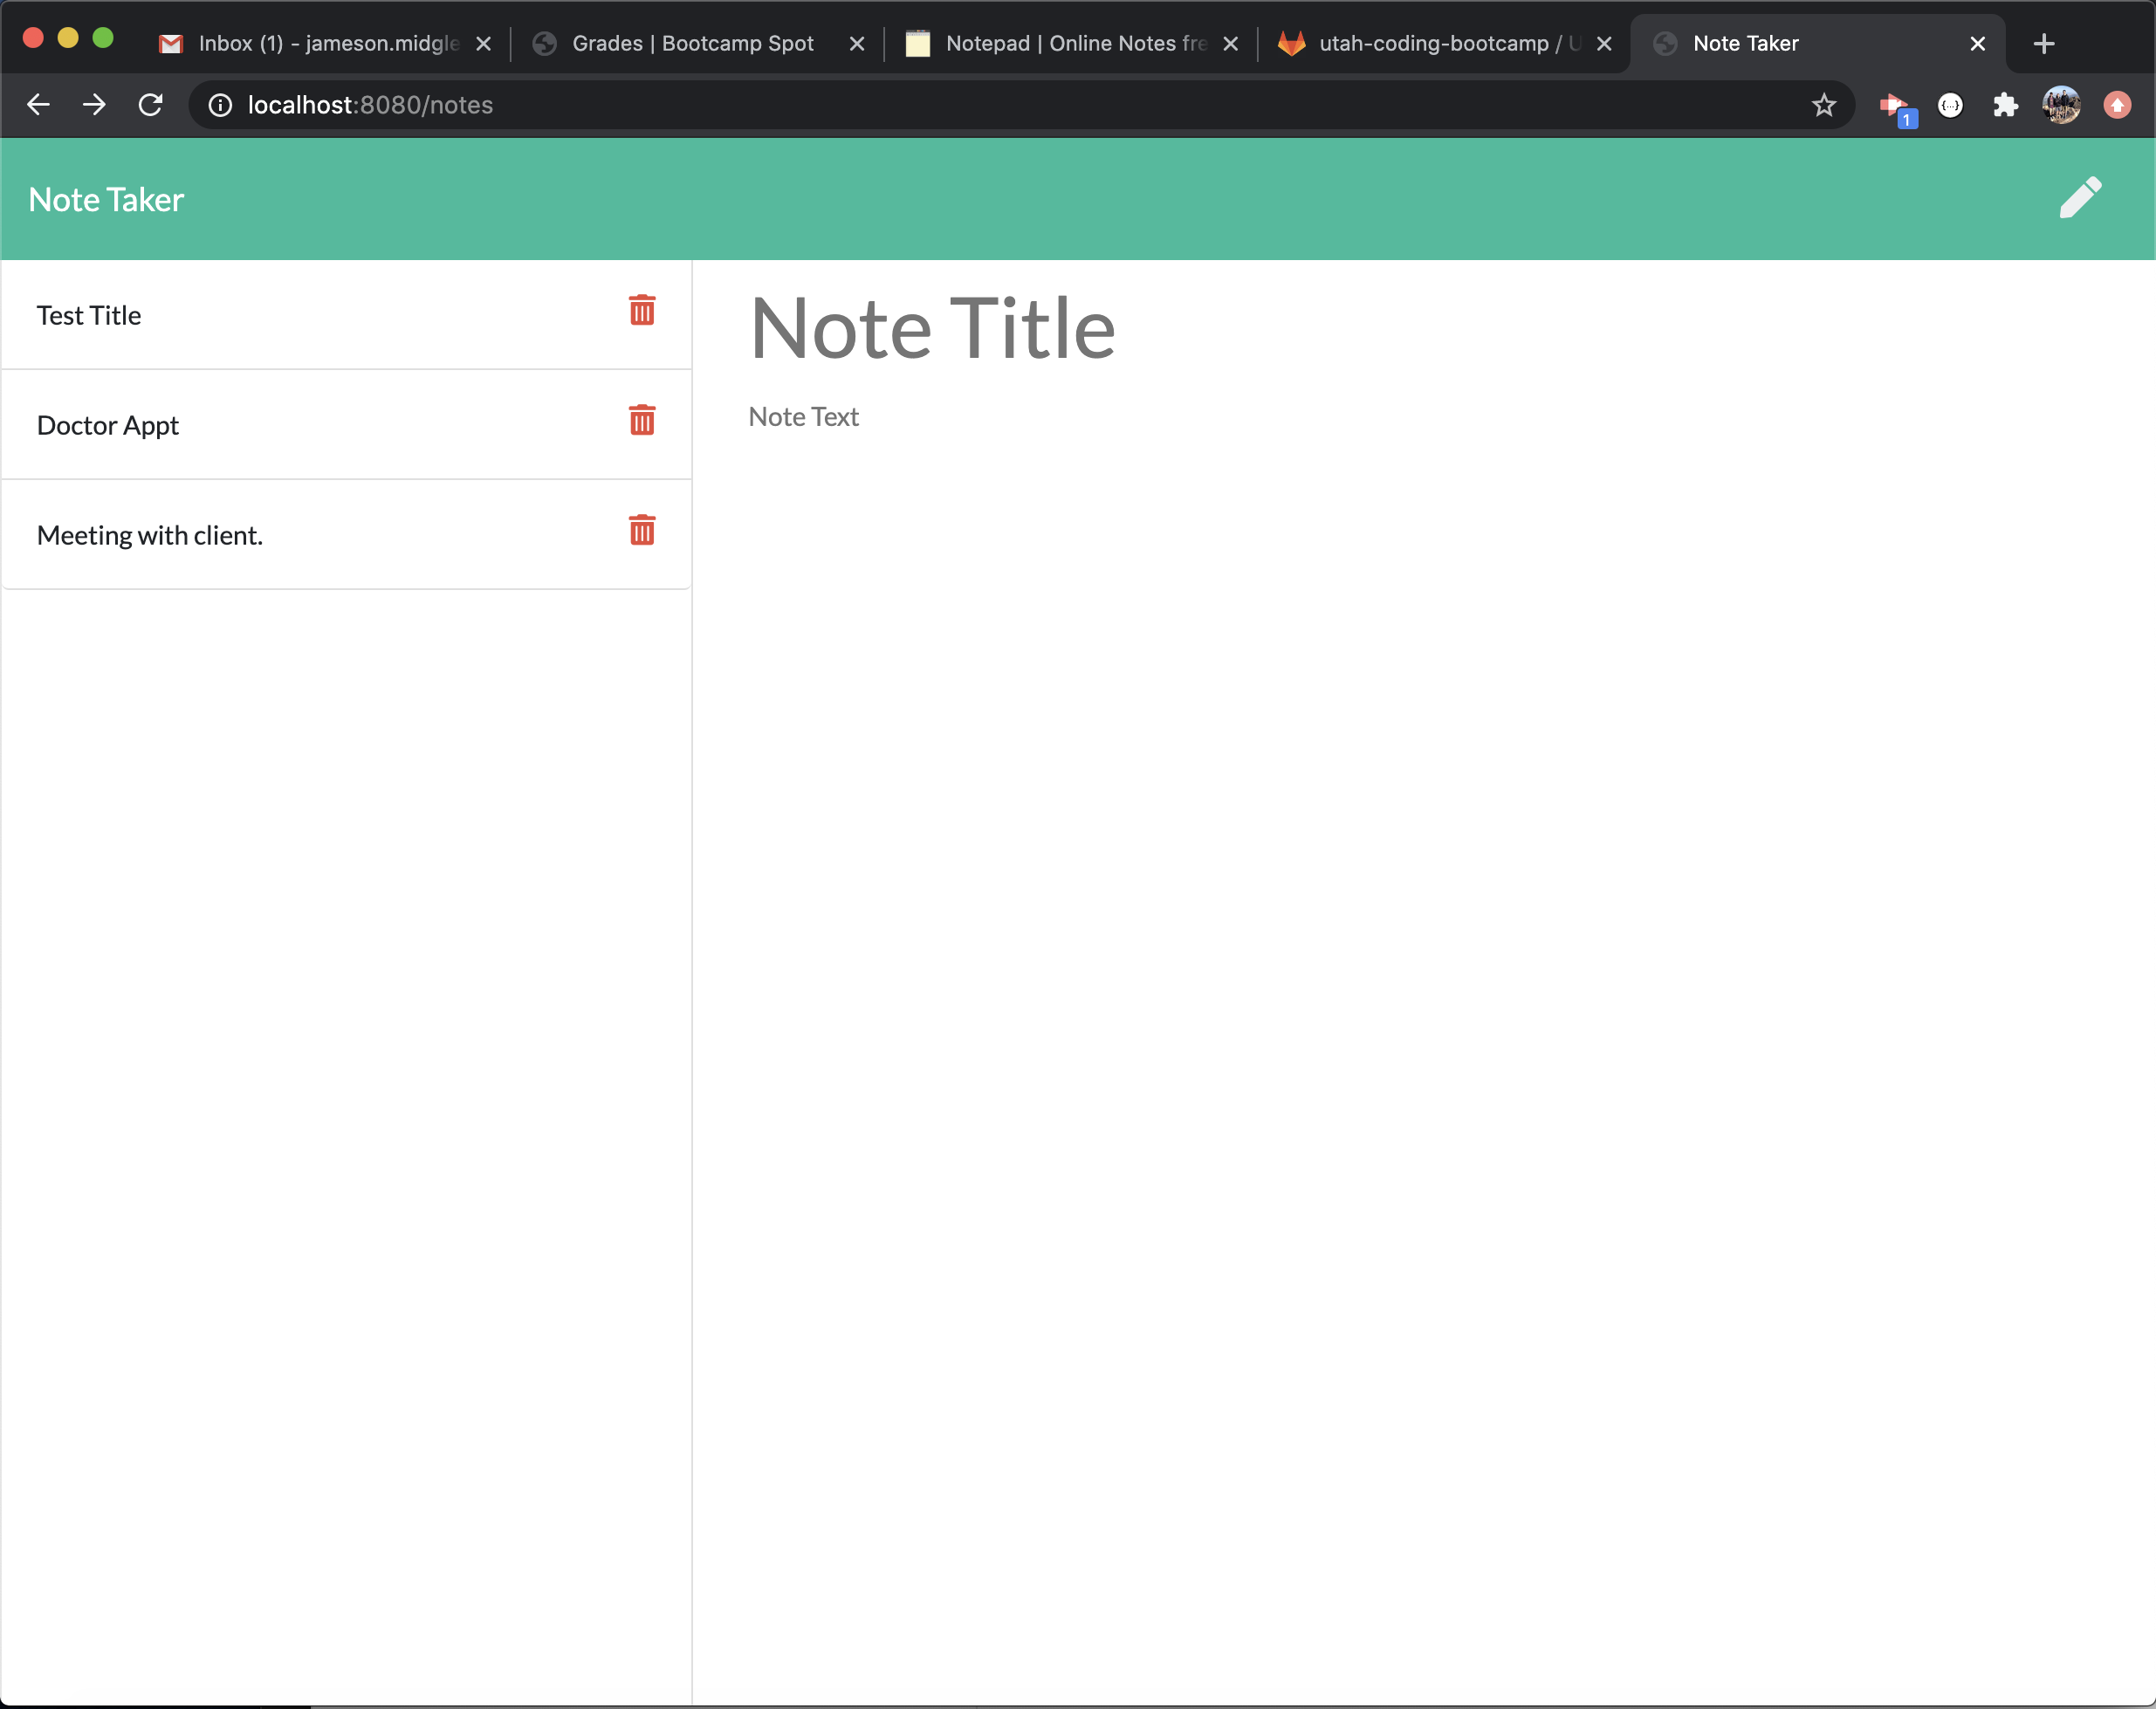 Inbox (1) - jameson.midgle
Grades | Bootcamp Spot
Notepad | Online Notes fre
utah-coding-bootcamp / U
Note Taker
localhost:8080/notes
{...}
1
Note Taker
Test Title
Doctor Appt
Meeting with client.
Note Title
Note Text